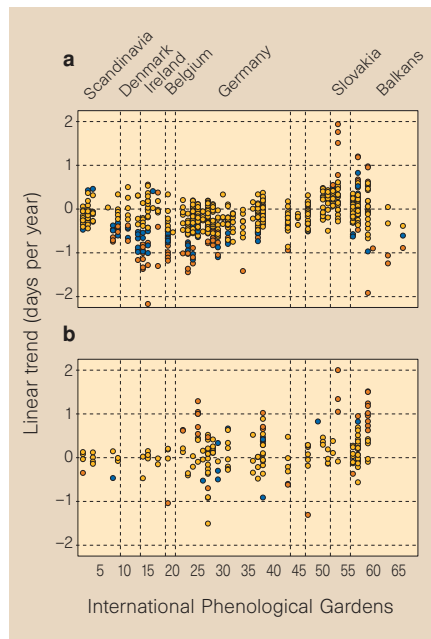 a
Scandinavia
Denmark
Ireland
Belgium
Germany
Slovakia
Balkans
2
1
0
−1
−2
b
2
1
0
−1
−2
Linear trend (days per year)
5 10 15 20 25 30 35 40 45 50 55 60 65
International Phenological Gardens